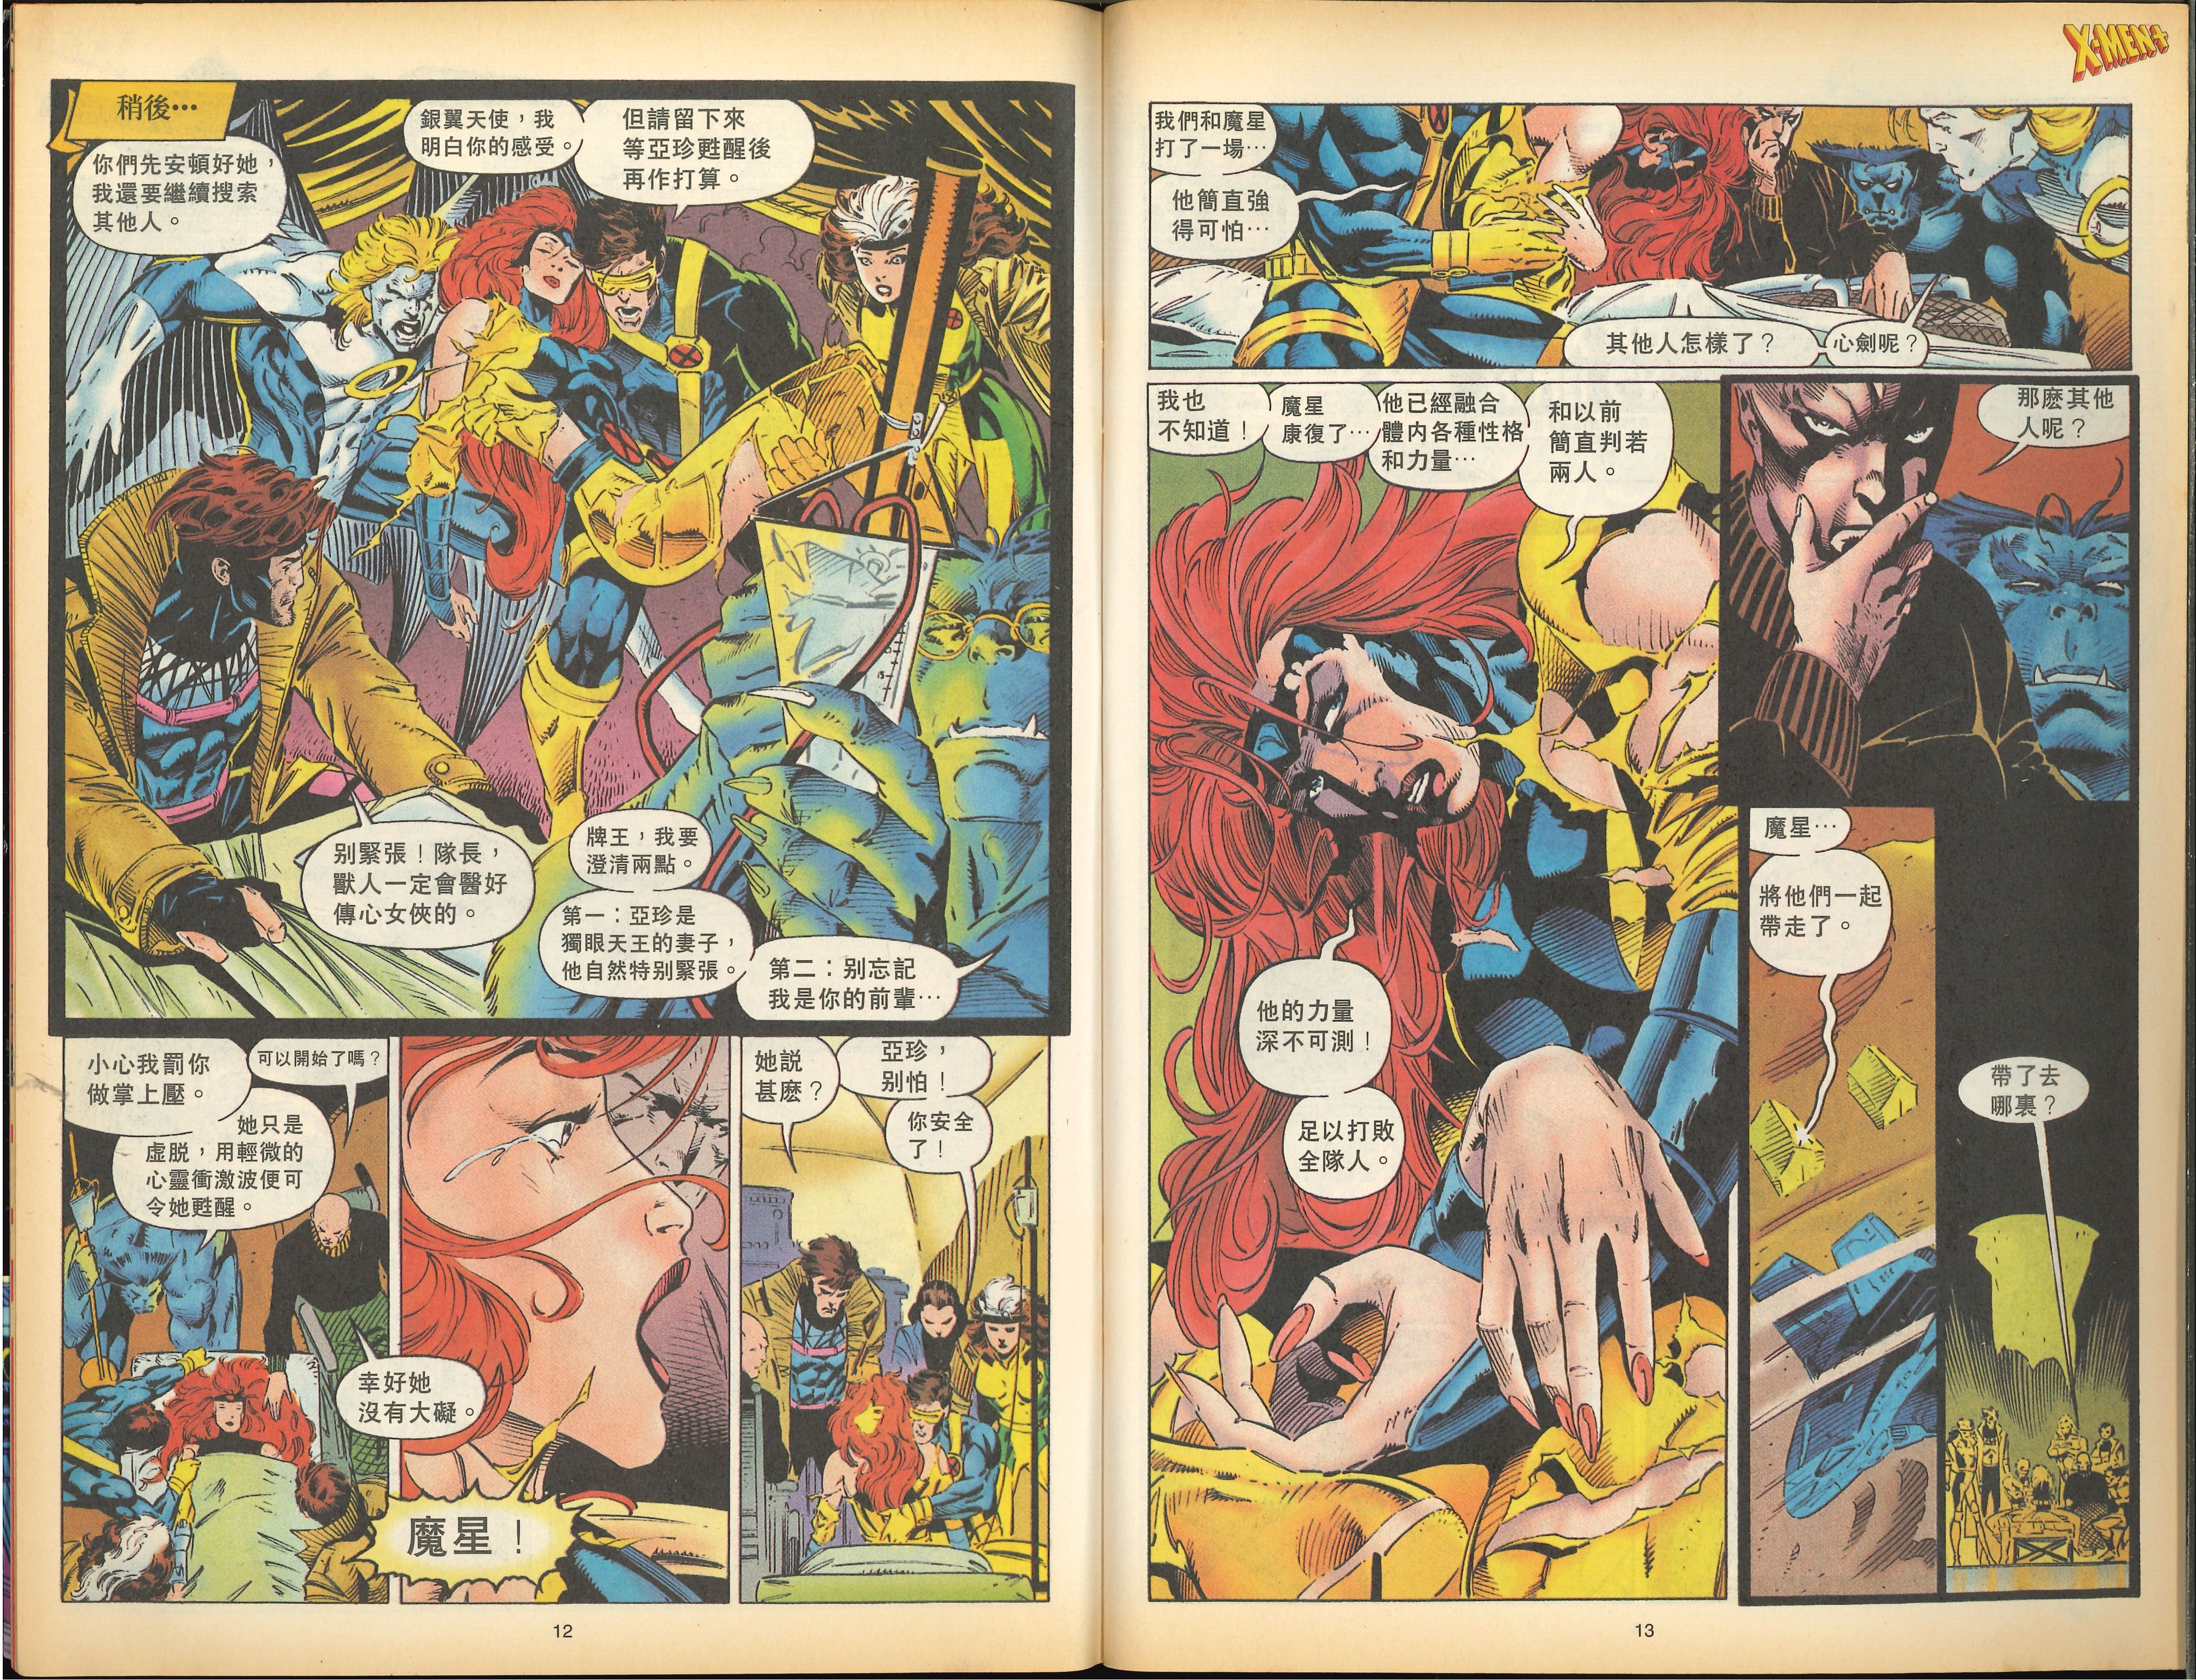 稍後…
你們先安頓好她，
我還要繼續搜索
其他人。
銀翼天使，我
明白你的感受。
但請留下來
等亞珍甦醒後
再作打算。
别緊張！隊長，
獸人一定會醫好
傳心女俠的。
牌王，我要
澄清兩點。
第一：亞珍是
獨眼天王的妻子，
他自然特别緊張。
第二：别忘記
我是你的前輩…
小心我罰你
做掌上壓。
她只是
虛脱，用輕微的
心靈衝激波便可
令她甦醒。
可以開始了嗎？
幸好她
沒有大礙。
魔星！
她説
甚麽？
亞珍，
别怕！
你安全
了！
12
X-MEN+
我們和魔星
打了一場…
他簡直強
得可怕…
其他人怎樣了？
心劍呢？
我也
不知道！
魔星
康復了…
他已經融合
體内各種性格
和力量…
和以前
簡直判若
兩人。
那麽其他
人呢？
他的力量
深不可測！
足以打敗
全隊人。
魔星…
將他們一起
帶走了。
帶了去
哪裏？
13